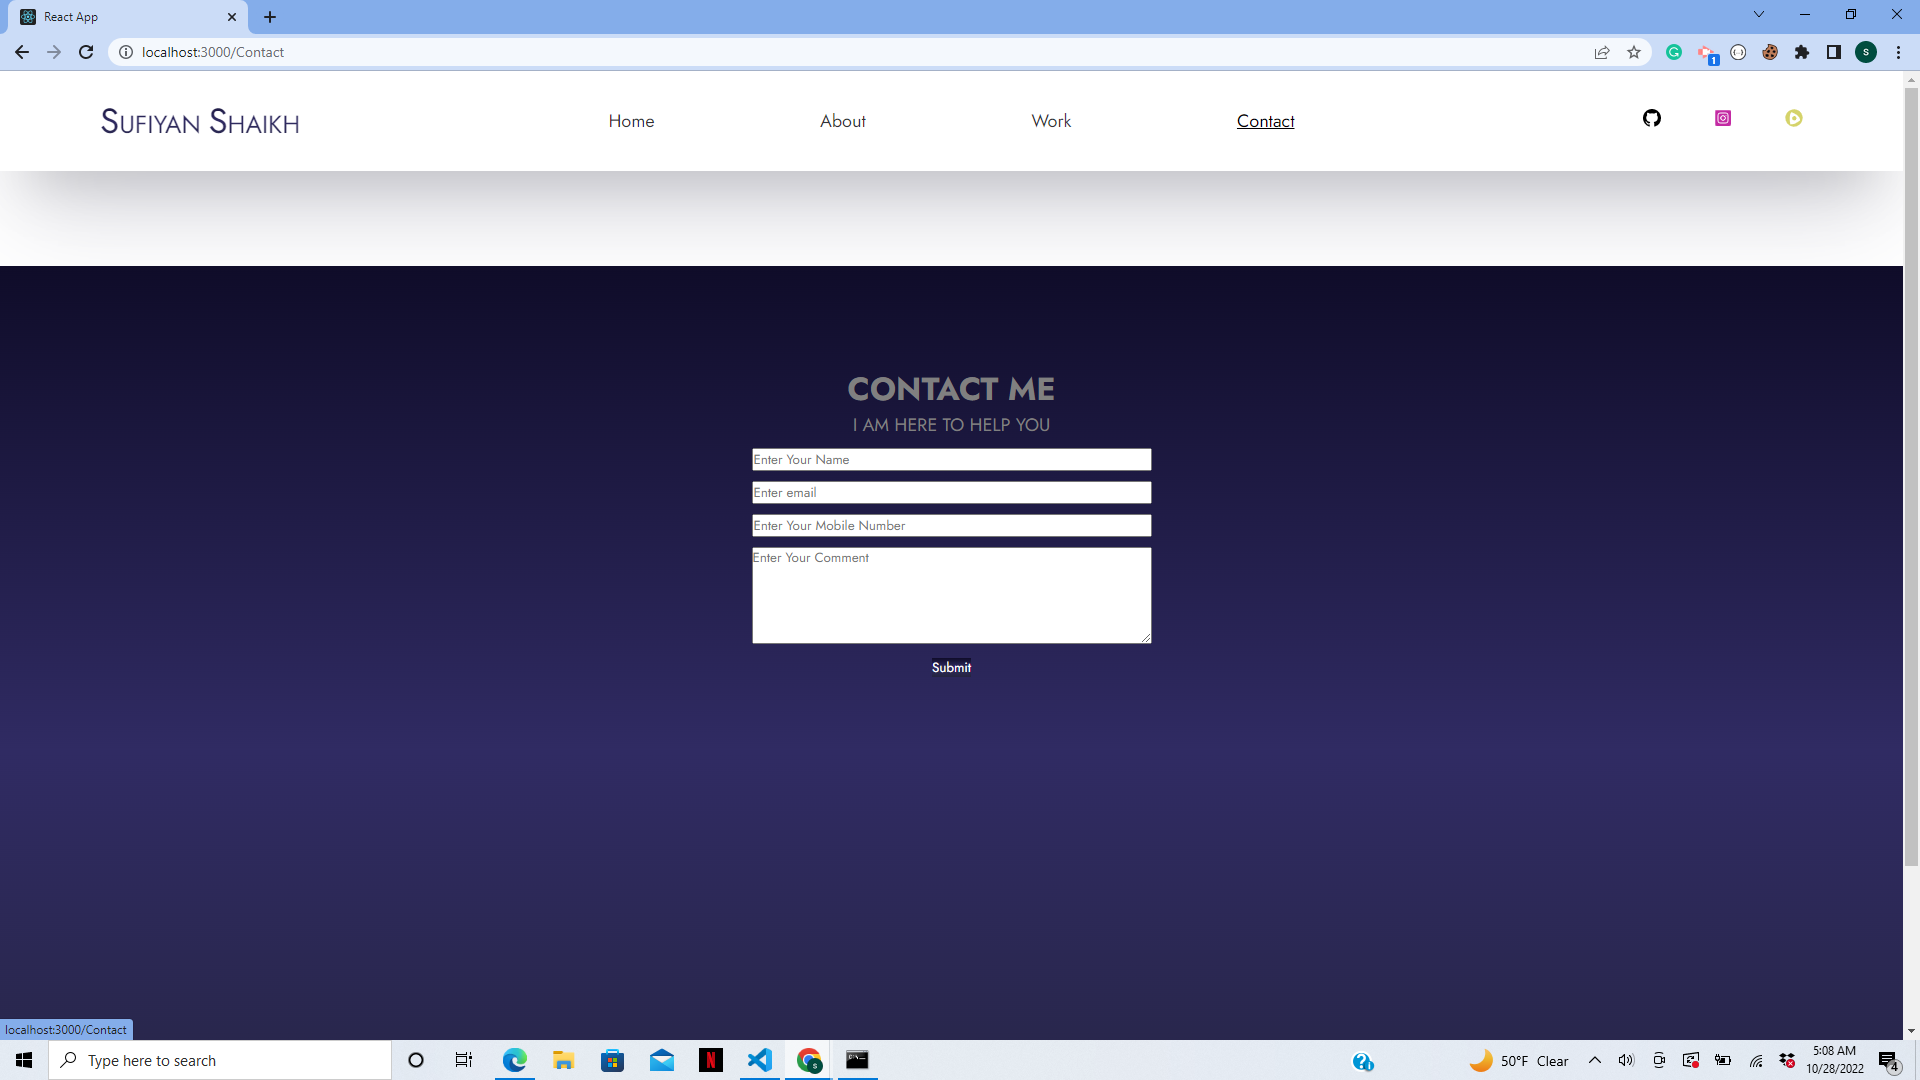 React App
localhost:3000/Contact
1
s
Sufiyan Shaikh
Home
About
Work
Contact
CONTACT ME
I AM HERE TO HELP YOU
Enter Your Name
Enter email
Enter Your Mobile Number
Enter Your Comment
Submit
localhost:3000/Contact
Type here to search
50°F Clear
5:08 AM
10/28/2022
4